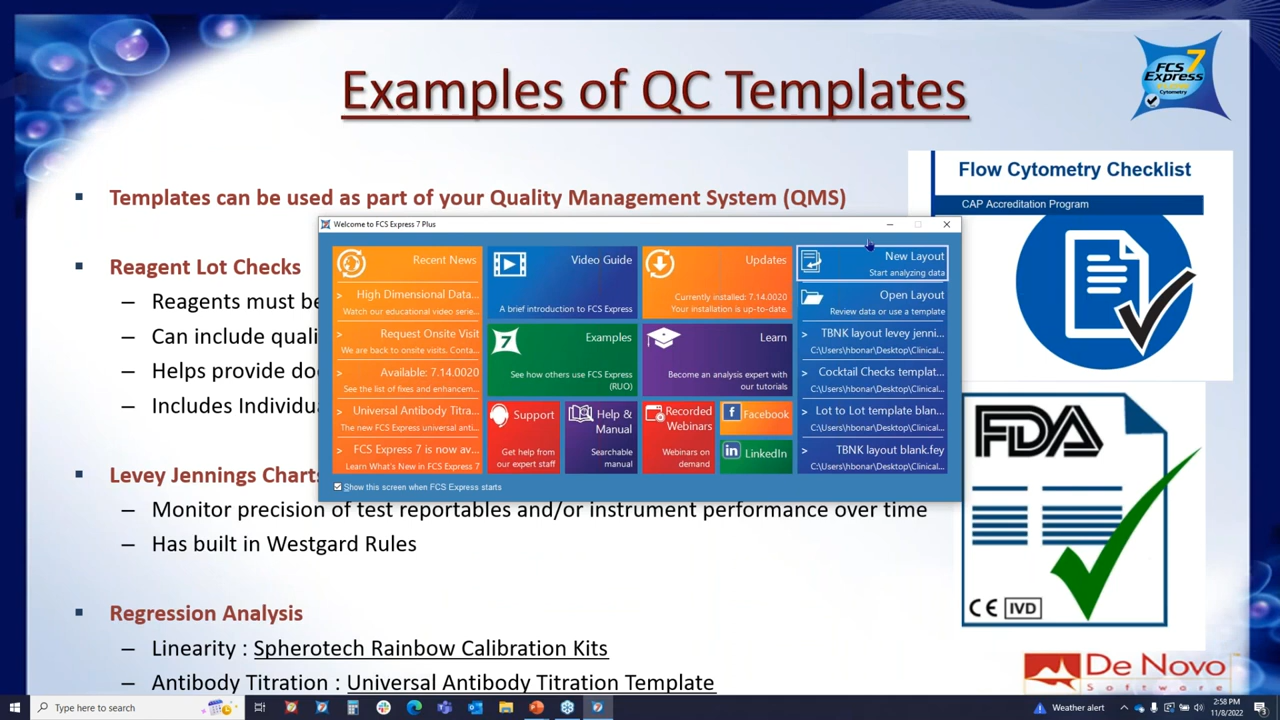 Examples of QC Templates
FCS 7
Express
Cytometry
Templates can be used as part of your Quality Management System (QMS)
Reagent Lot Checks
– Reagents must be
– Can include quali
– Helps provide do
– Includes Individua
Levey Jennings Charts
– Monitor precision of test reportables and/or instrument performance over time
– Has built in Westgard Rules
Regression Analysis
– Linearity : Spherotech Rainbow Calibration Kits
– Antibody Titration : Universal Antibody Titration Template
Flow Cytometry Checklist
CAP Accreditation Program
FDA
CE IVD
De Novo
Software
Welcome to FCS Express 7 Plus
Recent News
> High Dimensional Data...
Watch our educational video serie...
> Request Onsite Visit
We are back to onsite visits. Conta...
> Available: 7.14.0020
See the list of fixes and enhancem...
> Universal Antibody Titra...
The new FCS Express universal anti...
> FCS Express 7 is now av...
Learn What's New in FCS Express 7
Video Guide
A brief introduction to FCS Express
7
Examples
See how others use FCS Express
(RUO)
Support
Get help from
our expert staff
Help &
Manual
Searchable
manual
Updates
Currently installed: 7.14.0020
Your installation is up-to-date.
Learn
Become an analysis expert with
our tutorials
Recorded
Webinars
Webinars on
demand
Facebook
LinkedIn
New Layout
Start analyzing data
Open Layout
Review data or use a template
> TBNK layout levey jenni...
C:\Users\hbonar\Desktop\Clinical...
> Cocktail Checks templat...
C:\Users\hbonar\Desktop\Clinical...
> Lot to Lot template blan...
C:\Users\hbonar\Desktop\Clinical...
> TBNK layout blank.fey
C:\Users\hbonar\Desktop\Clinical...
Show this screen when FCS Express starts
Type here to search
Weather alert
2:58 PM
11/8/2022